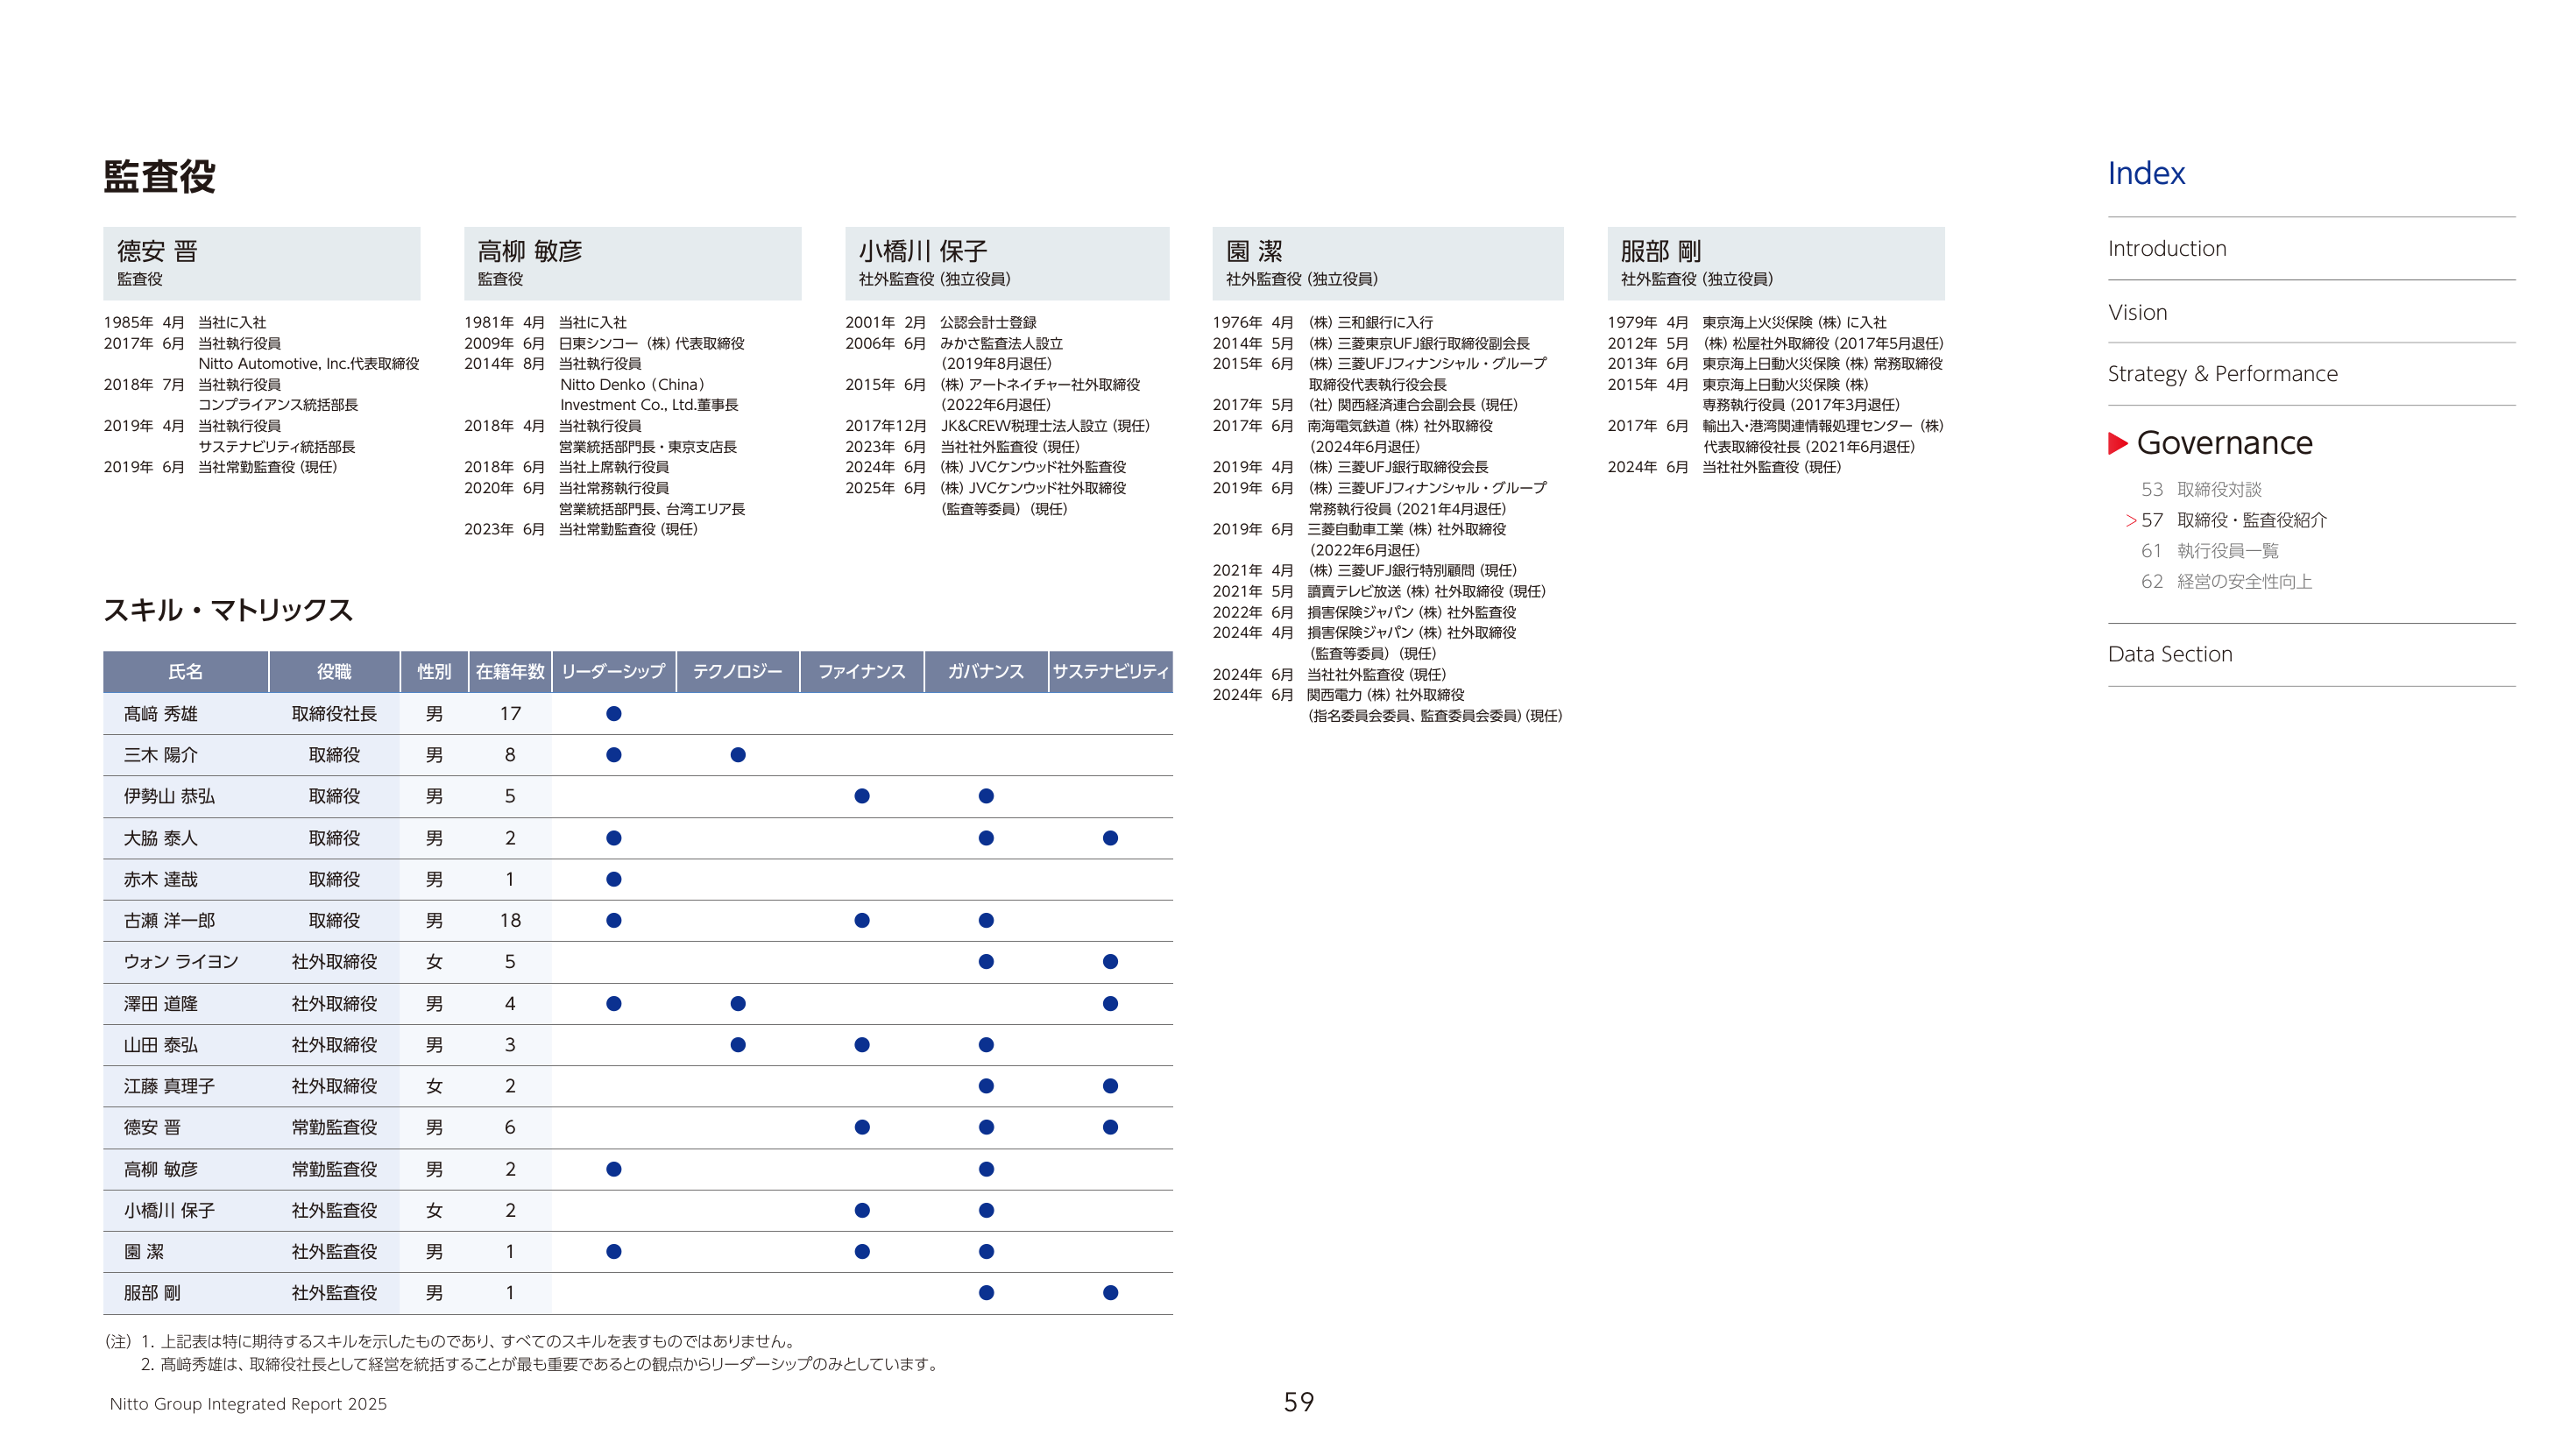 監査役
德安 晋
監査役
1985年 4月 当社に入社
2017年 6月 当社執行役員
Nitto Automotive, Inc.代表取締役
2018年 7月 当社執行役員
コンプライアンス統括部長
2019年 4月 当社執行役員
サステナビリティ統括部長
2019年 6月 当社常勤監査役（現任）
高柳 敏彦
監査役
1981年 4月 当社に入社
2009年 6月 日東シンコー（株）代表取締役
2014年 8月 当社執行役員
Nitto Denko（China）
Investment Co., Ltd.董事長
2018年 4月 当社執行役員
営業統括部門長・東京支店長
2018年 6月 当社上席執行役員
2020年 6月 当社常務執行役員
営業統括部門長、台湾エリア長
2023年 6月 当社常勤監査役（現任）
小橋川 保子
社外監査役（独立役員）
2001年 2月 公認会計士登録
2006年 6月 みかさ監査法人設立
（2019年8月退任）
2015年 6月 （株）アートネイチャー社外取締役
（2022年6月退任）
2017年12月 JK&CREW税理士法人設立（現任）
2023年 6月 当社社外監査役（現任）
2024年 6月 （株）JVCケンウッド社外監査役
2025年 6月 （株）JVCケンウッド社外取締役
（監査等委員）（現任）
園 潔
社外監査役（独立役員）
1976年 4月 （株）三和銀行に入行
2014年 5月 （株）三菱東京UFJ銀行取締役副会長
2015年 6月 （株）三菱UFJフィナンシャル・グループ
取締役代表執行役会長
2017年 5月 （社）関西経済連合会副会長（現任）
2017年 6月 南海電気鉄道（株）社外取締役
（2024年6月退任）
2019年 4月 （株）三菱UFJ銀行取締役会長
2019年 6月 （株）三菱UFJフィナンシャル・グループ
常務執行役員（2021年4月退任）
2019年 6月 三菱自動車工業（株）社外取締役
（2022年6月退任）
2021年 4月 （株）三菱UFJ銀行特別顧問（現任）
2021年 5月 讀賣テレビ放送（株）社外取締役（現任）
2022年 6月 損害保険ジャパン（株）社外監査役
2024年 4月 損害保険ジャパン（株）社外取締役
（監査等委員）（現任）
2024年 6月 当社社外監査役（現任）
2024年 6月 関西電力（株）社外取締役
（指名委員会委員、監査委員会委員）（現任）
服部 剛
社外監査役（独立役員）
1979年 4月 東京海上火災保険（株）に入社
2012年 5月 （株）松屋社外取締役（2017年5月退任）
2013年 6月 東京海上日動火災保険（株）常務取締役
2015年 4月 東京海上日動火災保険（株）
専務執行役員（2017年3月退任）
2017年 6月 輸出入・港湾関連情報処理センター（株）
代表取締役社長（2021年6月退任）
2024年 6月 当社社外監査役（現任）
スキル・マトリックス
氏名 役職 性別 在籍年数 リーダーシップ テクノロジー ファイナンス ガバナンス サステナビリティ
髙﨑 秀雄 取締役社長 男 17 ●
三木 陽介 取締役 男 8 ● ●
伊勢山 恭弘 取締役 男 5 ● ●
大脇 泰人 取締役 男 2 ● ● ●
赤木 達哉 取締役 男 1 ●
古瀬 洋一郎 取締役 男 18 ● ● ●
ウォン ライヨン 社外取締役 女 5 ● ●
澤田 道隆 社外取締役 男 4 ● ● ●
山田 泰弘 社外取締役 男 3 ● ● ●
江藤 真理子 社外取締役 女 2 ● ●
德安 晋 常勤監査役 男 6 ● ● ●
高柳 敏彦 常勤監査役 男 2 ● ●
小橋川 保子 社外監査役 女 2 ● ●
園 潔 社外監査役 男 1 ● ● ●
服部 剛 社外監査役 男 1 ● ●
（注） 1. 上記表は特に期待するスキルを示したものであり、すべてのスキルを表すものではありません。
2. 髙﨑秀雄は、取締役社長として経営を統括することが最も重要であるとの観点からリーダーシップのみとしています。
Nitto Group Integrated Report 2025
59
Index
Introduction
Vision
Strategy & Performance
▶ Governance
53 取締役対談
> 57 取締役・監査役紹介
61 執行役員一覧
62 経営の安全性向上
Data Section